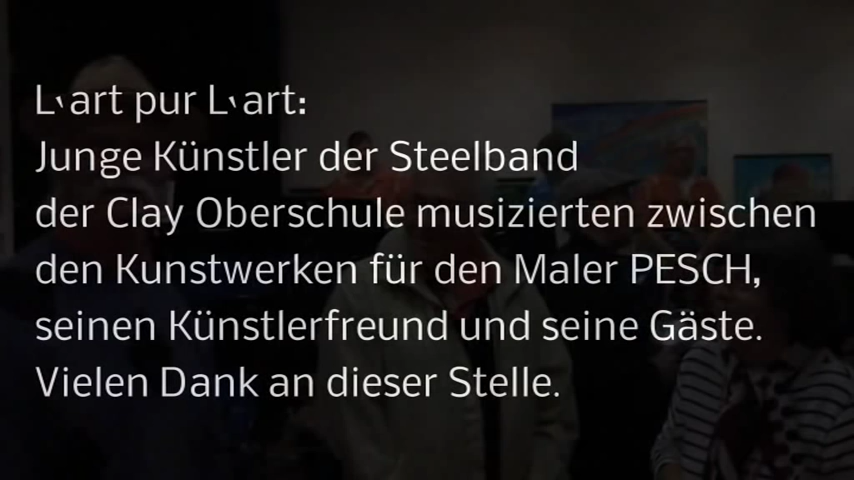 L‵art pur L‵art:
Junge Künstler der Steelband
der Clay Oberschule musizierten zwischen
den Kunstwerken für den Maler PESCH,
seinen Künstlerfreund und seine Gäste.
Vielen Dank an dieser Stelle.